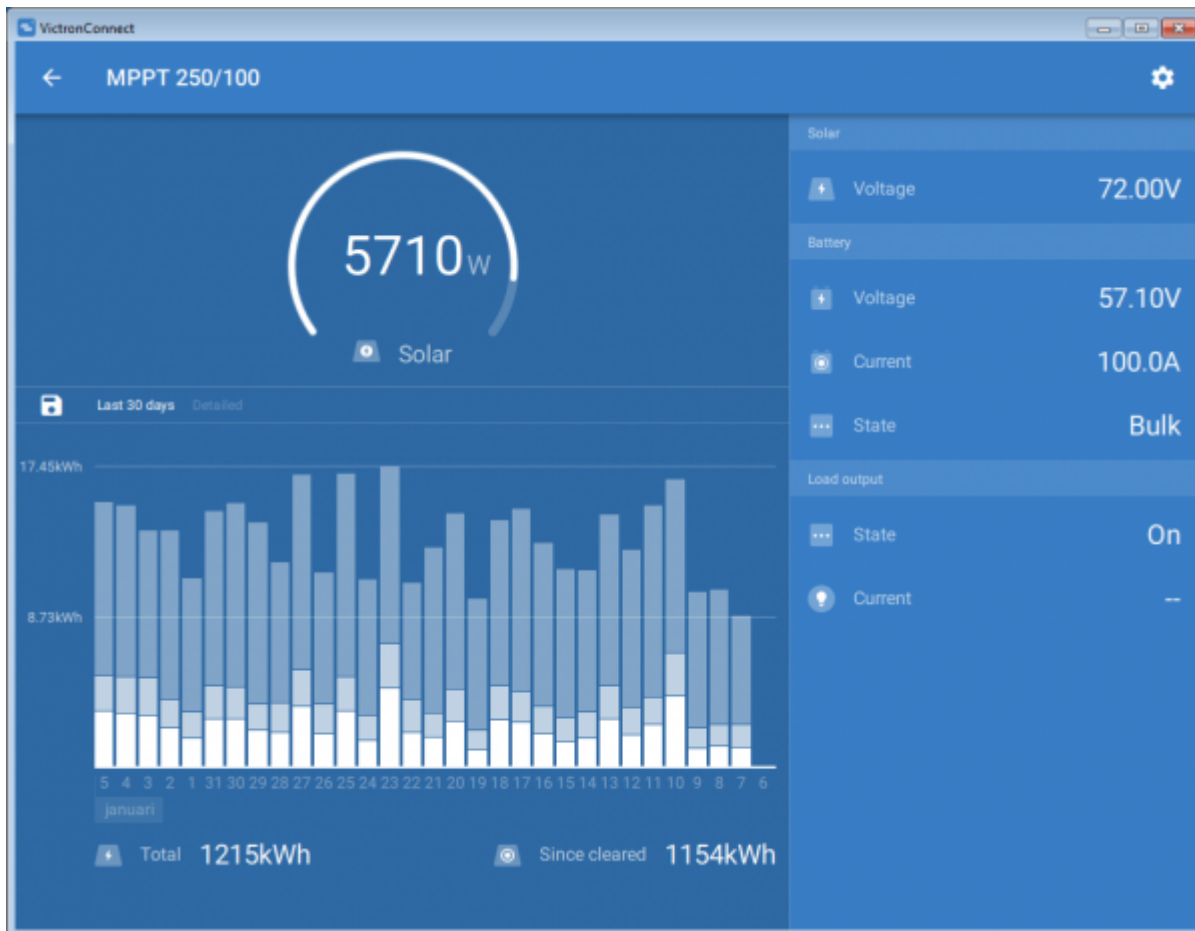 VictronConnect
MPPT 250/100
5710W
Solar
Last 30 days Detailed
17.45kWh
8.73kWh
5 4 3 2 1 31 30 29 28 27 26 25 24 23 22 21 20 19 18 17 16 15 14 13 12 11 10 9 8 7 6
januari
Total 1215kWh
Since cleared 1154kWh
Solar
Voltage 72.00V
Battery
Voltage 57.10V
Current 100.0A
State Bulk
Load output
State On
Current --